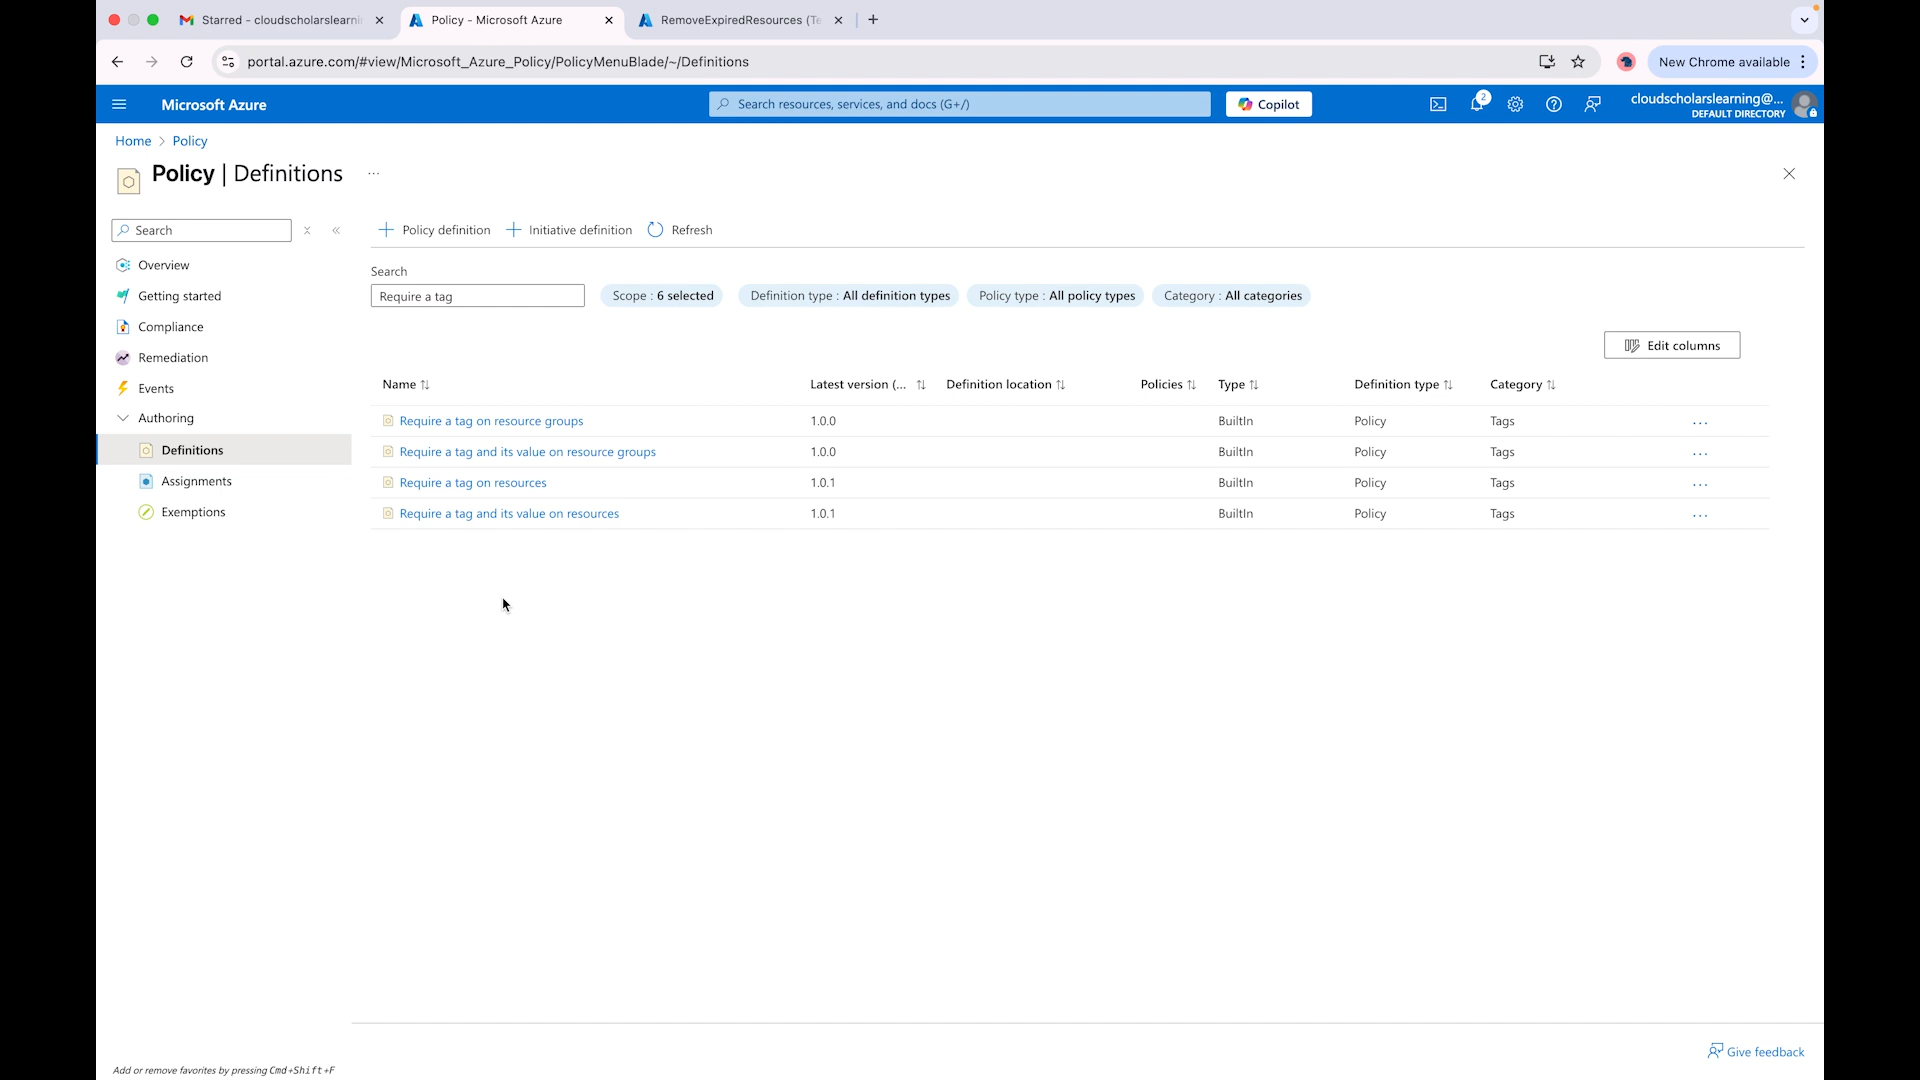 Starred - cloudscholarslearni
Policy - Microsoft Azure
RemoveExpiredResources (Te
portal.azure.com/#view/Microsoft_Azure_Policy/PolicyMenuBlade/~/Definitions
New Chrome available
Microsoft Azure
Search resources, services, and docs (G+/)
Copilot
2
cloudscholarslearning@...
DEFAULT DIRECTORY
Home > Policy
Policy | Definitions ...
Search
Policy definition
Initiative definition
Refresh
Overview
Getting started
Compliance
Remediation
Events
Authoring
Definitions
Assignments
Exemptions
Search
Require a tag
Scope : 6 selected
Definition type : All definition types
Policy type : All policy types
Category : All categories
Edit columns
Name Latest version (... Definition location Policies Type Definition type Category
Require a tag on resource groups 1.0.0 BuiltIn Policy Tags ...
Require a tag and its value on resource groups 1.0.0 BuiltIn Policy Tags ...
Require a tag on resources 1.0.1 BuiltIn Policy Tags ...
Require a tag and its value on resources 1.0.1 BuiltIn Policy Tags ...
Give feedback
Add or remove favorites by pressing Cmd+Shift+F